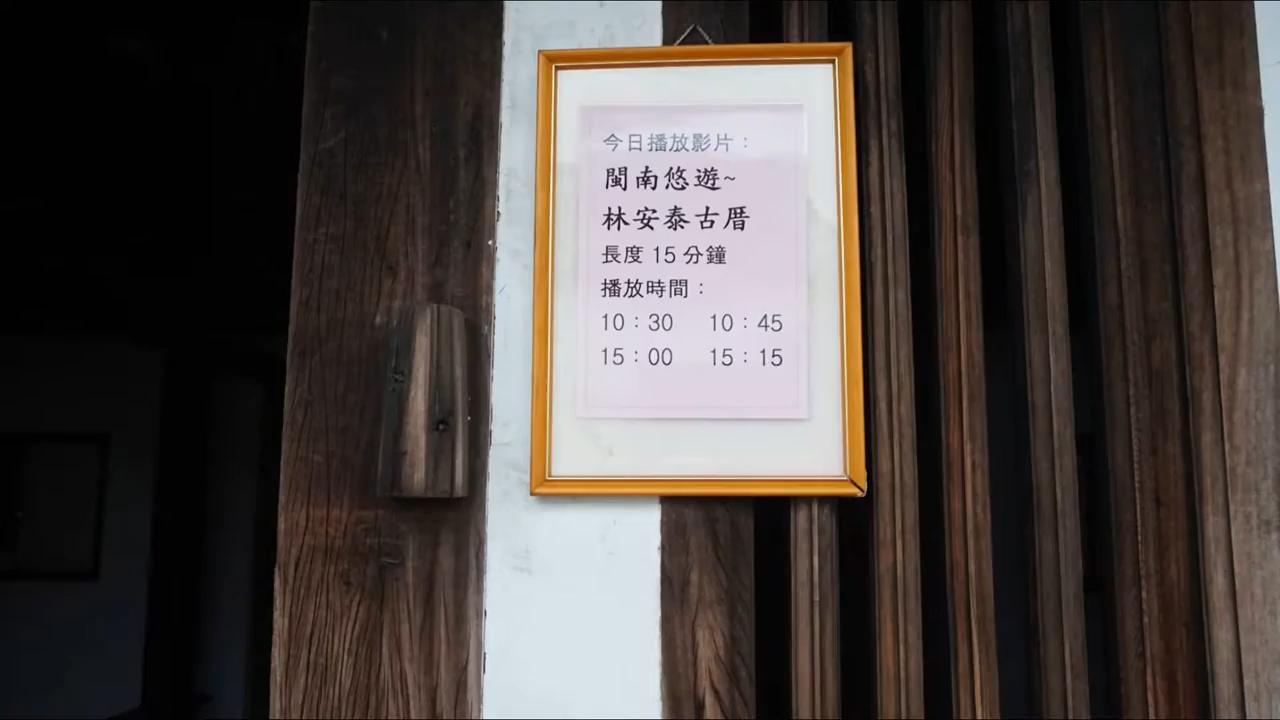 今日播放影片：
閩南悠遊~
林安泰古厝
長度 15 分鐘
播放時間：
10：30 10：45
15：00 15：15